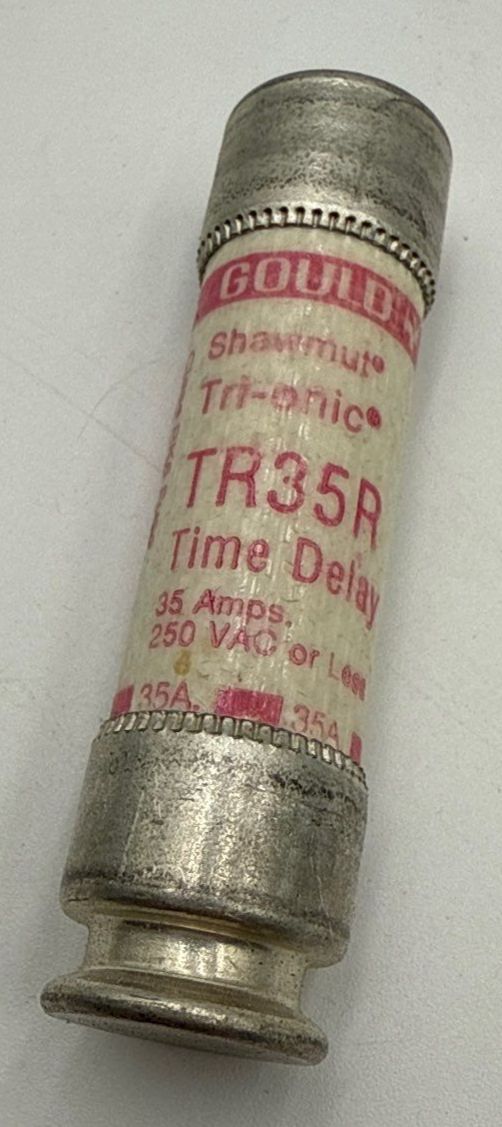 GOULD
Shawmut®
Tri-onic®
TR35R
Time Delay
35 Amps.
250 VAC or Less
35A. 35A